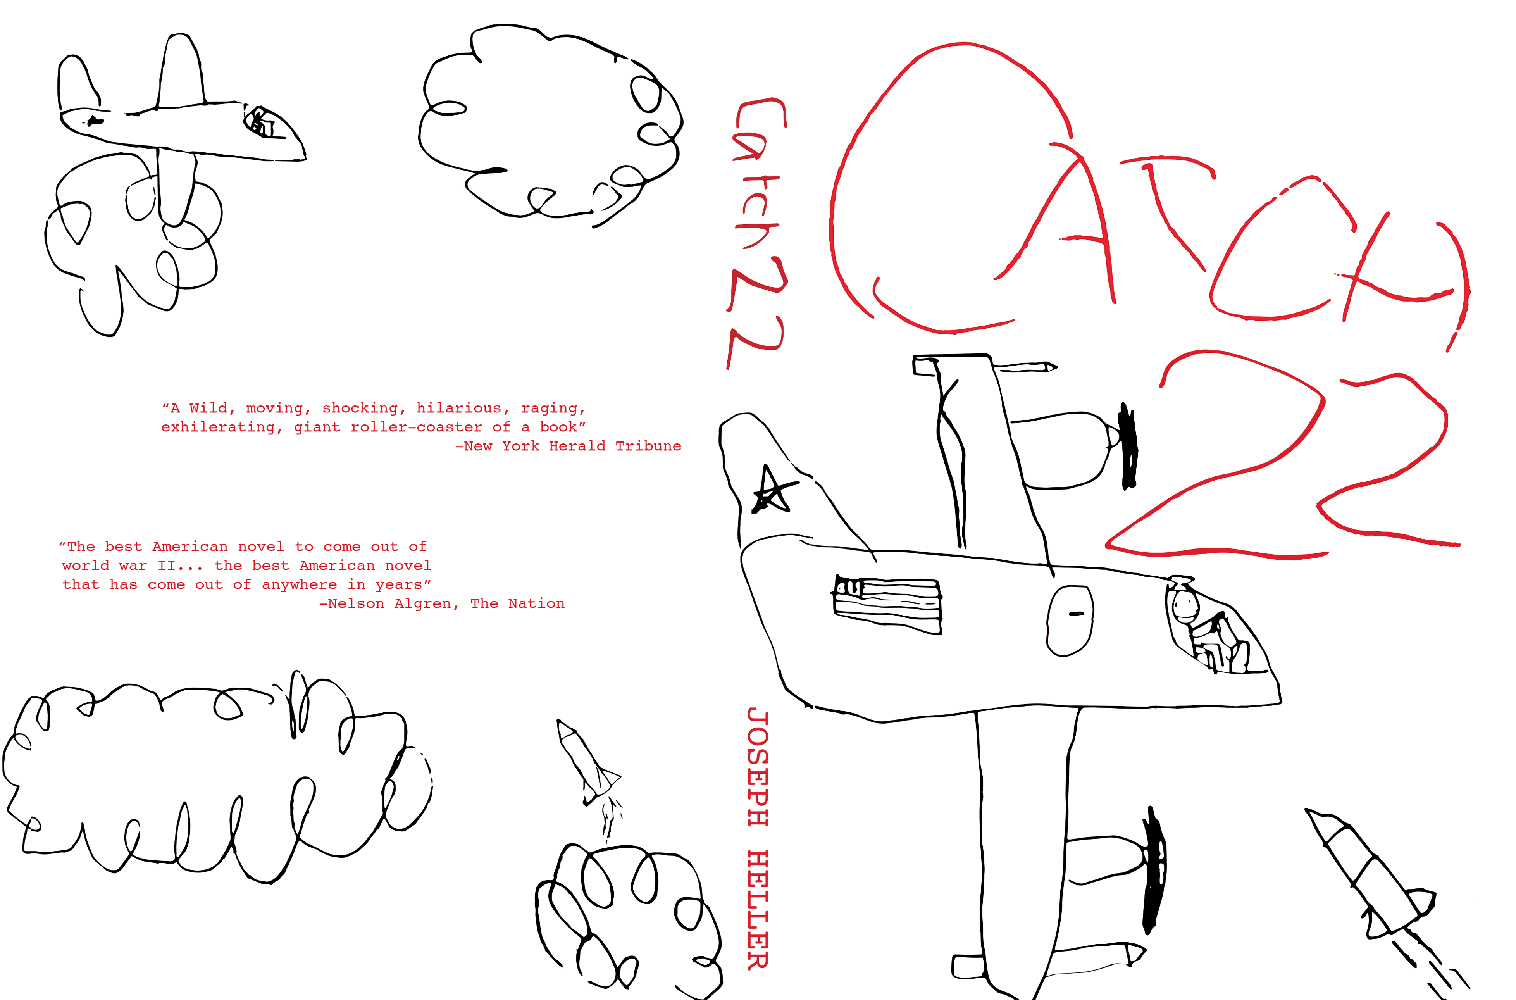 “A Wild, moving, shocking, hilarious, raging,
exhilerating, giant roller-coaster of a book”
-New York Herald Tribune
“The best American novel to come out of
world war II... the best American novel
that has come out of anywhere in years”
-Nelson Algren, The Nation
Catch 22
JOSEPH HELLER
CATCH
22